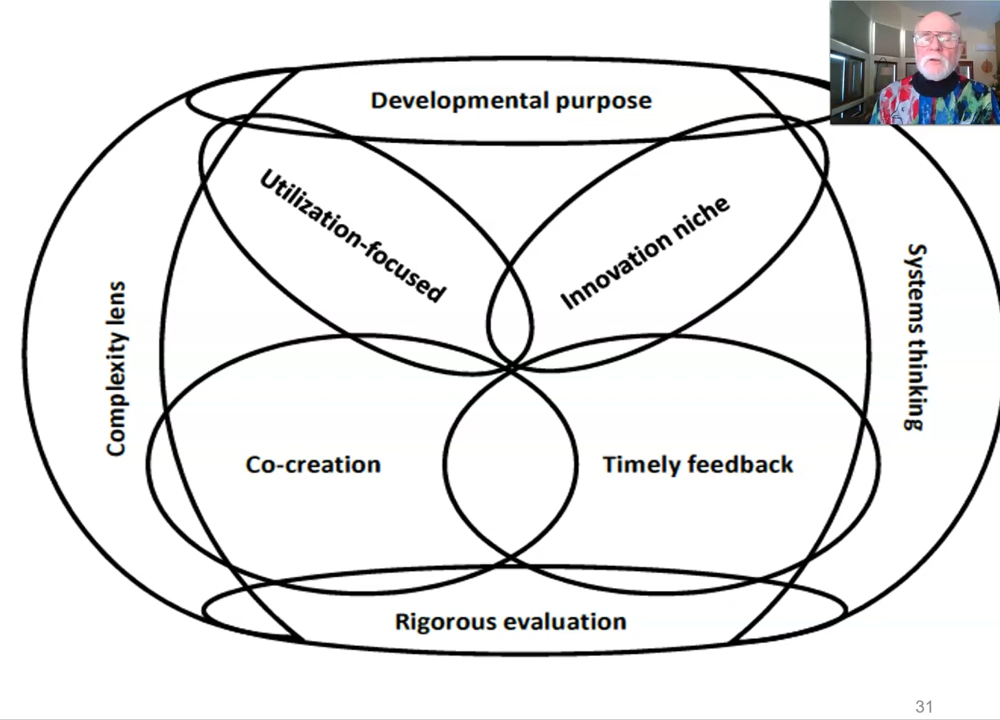 Developmental purpose
Utilization-focused
Innovation niche
Complexity lens
Systems thinking
Co-creation
Timely feedback
Rigorous evaluation
31